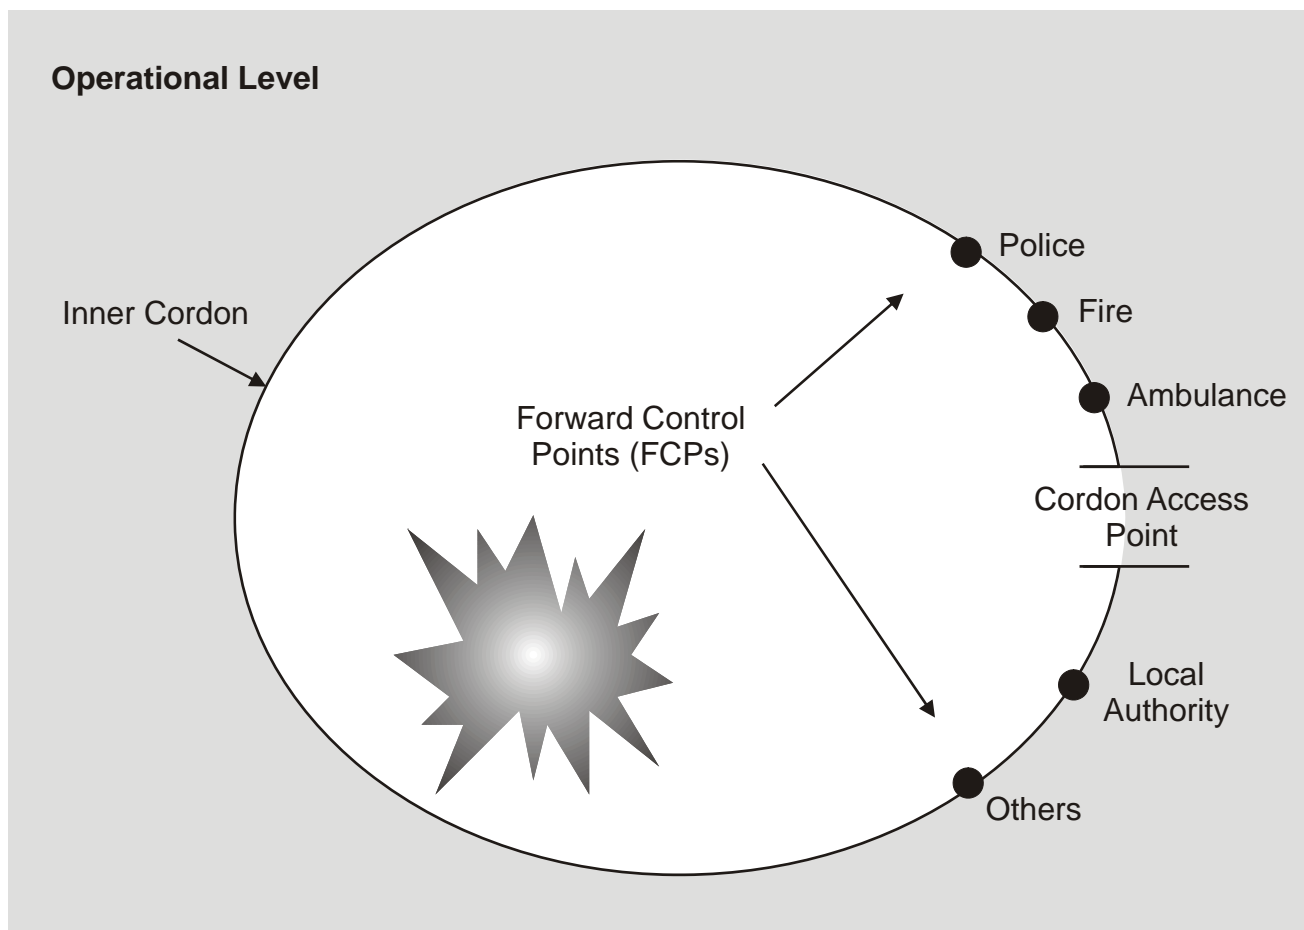 Operational Level
Police
Inner Cordon
Fire
Ambulance
Forward Control
Points (FCPs)
Cordon Access
Point
Local
Authority
Others